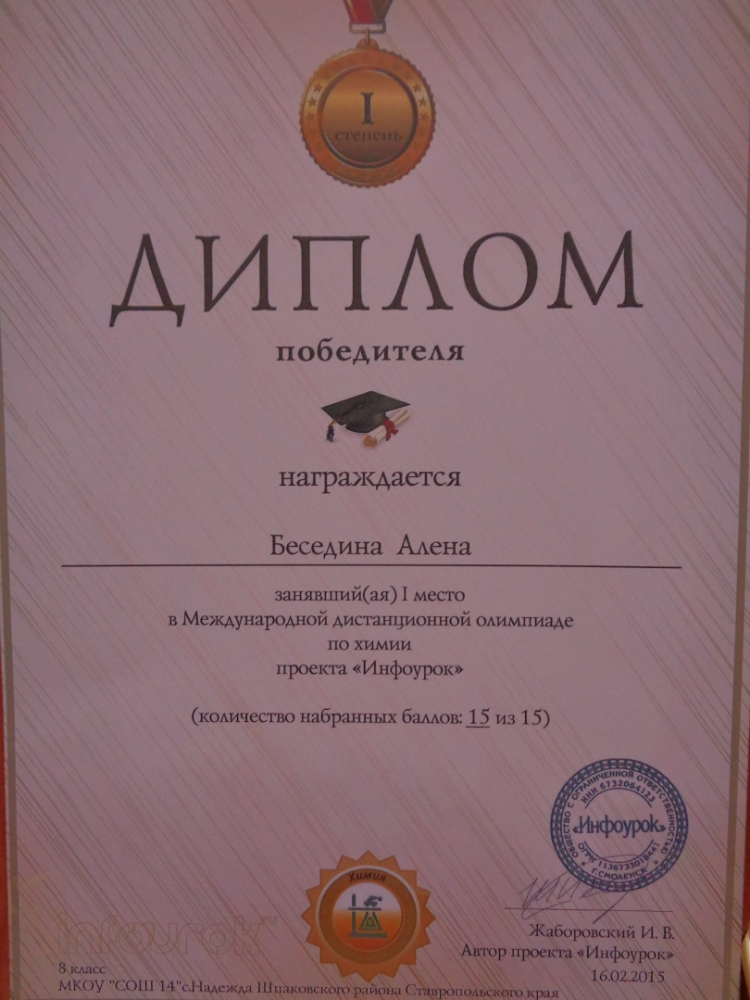 I
степень
ДИПЛОМ
победителя
награждается
Беседина Алена
занявший(ая) I место
в Международной дистанционной олимпиаде
по химии
проекта «Инфоурок»
(количество набранных баллов: 15 из 15)
ОБЩЕСТВО С ОГРАНИЧЕННОЙ ОТВЕТСТВЕННОСТЬЮ
ИНН 6732064123
«Инфоурок»
ОГРН 1136733016441
Г.СМОЛЕНСК
Химия
Жаборовский И. В.
Автор проекта «Инфоурок»
16.02.2015
infourok
8 класс
МКОУ "СОШ 14"с.Надежда Шпаковского района Ставропольского края